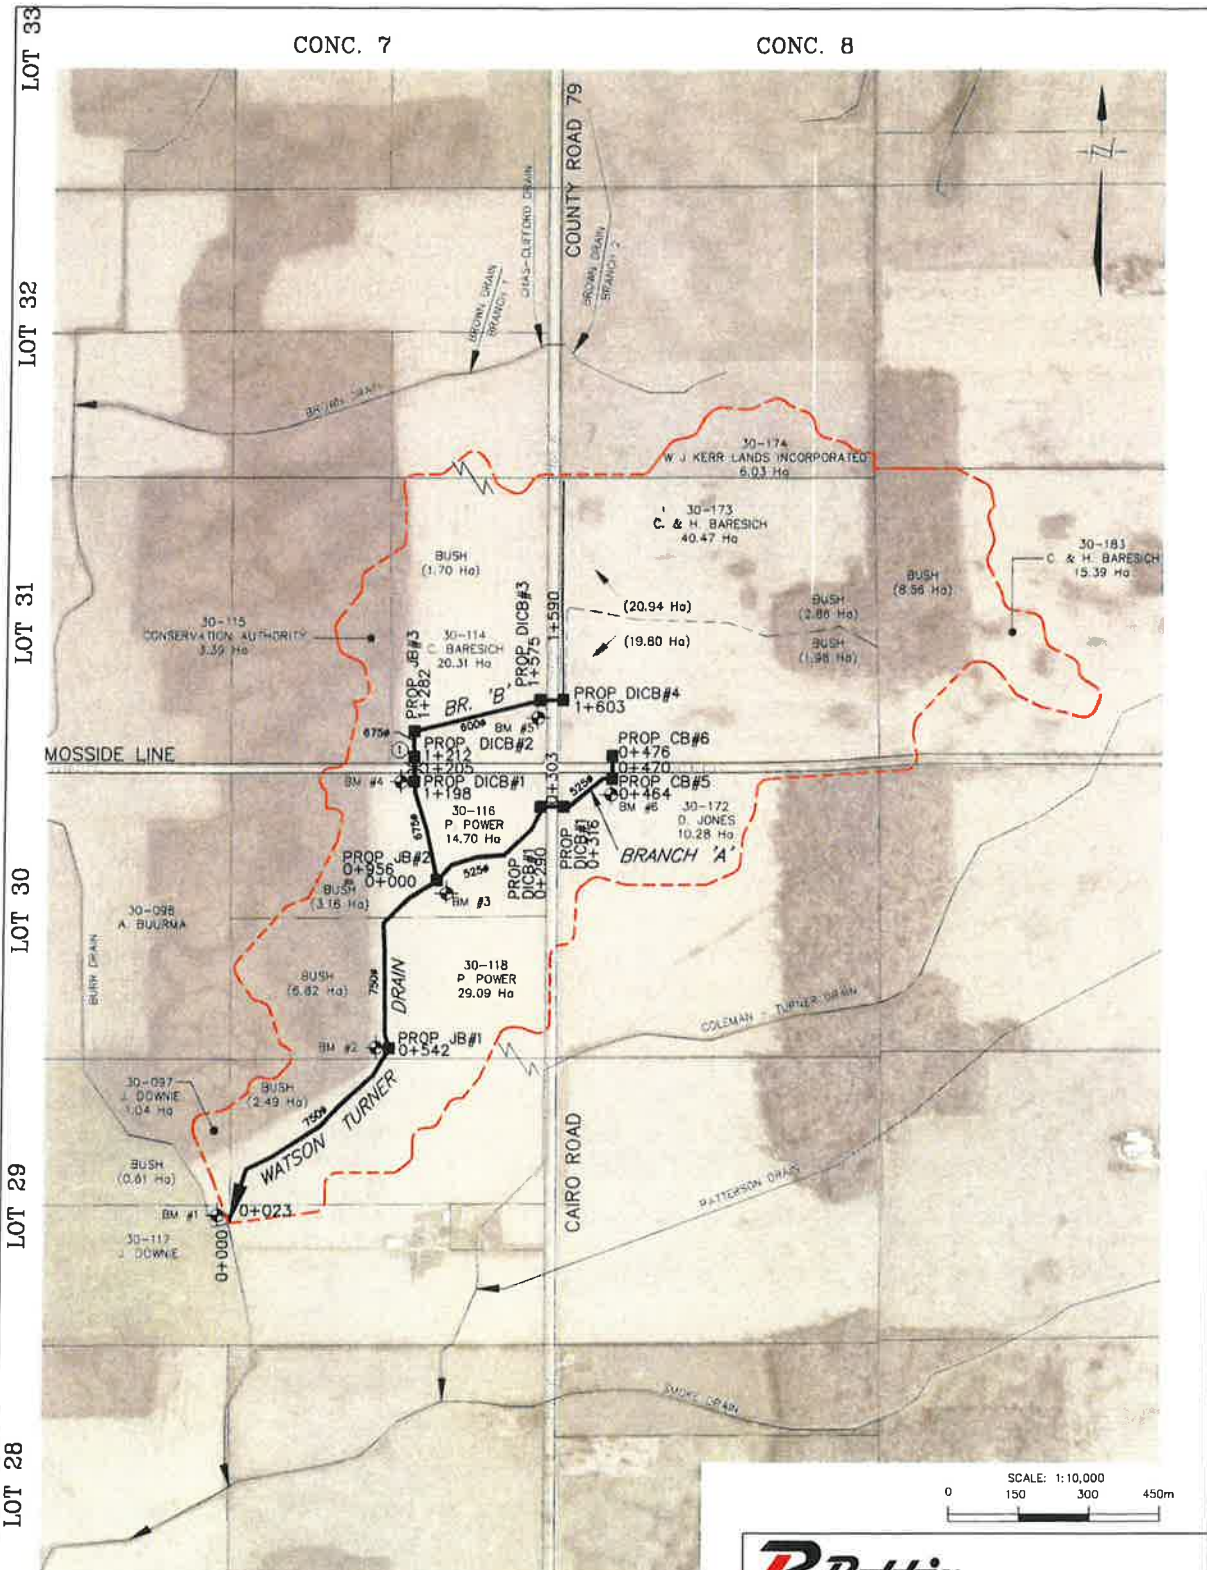 CONC. 7
CONC. 8
LOT 33
LOT 32
LOT 31
LOT 30
LOT 29
LOT 28
COUNTY ROAD 79
CHAS-CLIFFORD DRAIN
BROWN DRAIN
BRANCH 1
BROWN DRAIN
BRANCH 2
BROWN DRAIN
Z
30-174
W J KERR LANDS INCORPORATED
6.03 Ha
30-173
C. & H. BARESICH
40.47 Ha
30-183
C. & H. BARESICH
15.39 Ha
BUSH
(1.70 Ha)
BUSH
(8.56 Ha)
BUSH
(2.86 Ha)
BUSH
(1.98 Ha)
(20.94 Ha)
(19.80 Ha)
30-115
CONSERVATION AUTHORITY
3.39 Ha
30-114
C. BARESICH
20.31 Ha
PROP JB#3
1+282
PROP DICB#3
1+575
1+590
BR. 'B'
600ø
675ø
BM #5
PROP DICB#4
1+603
MOSSIDE LINE
1
PROP DICB#2
1+212
1+205
PROP DICB#1
1+198
BM #4
PROP CB#6
0+476
0+470
PROP CB#5
0+464
BM #6
0+303
525ø
30-116
P. POWER
14.70 Ha
30-172
D. JONES
10.28 Ha
675ø
PROP DICB#1
0+290
PROP DICB#1
0+316
BRANCH 'A'
PROP JB#2
0+956
0+000
525ø
BM #3
BUSH
(3.16 Ha)
30-098
A. BUURMA
BURR DRAIN
BUSH
(6.82 Ha)
750ø
DRAIN
30-118
P POWER
29.09 Ha
COLEMAN - TURNER DRAIN
BM #2
PROP JB#1
0+542
30-097
J. DOWNIE
1.04 Ha
BUSH
(2.49 Ha)
750ø
WATSON TURNER
CAIRO ROAD
PATTERSON DRAIN
BUSH
(0.61 Ha)
BM #1
0+023
0+000
30-117
J. DOWNIE
SMOKE DRAIN
SCALE: 1:10,000
0 150 300 450m